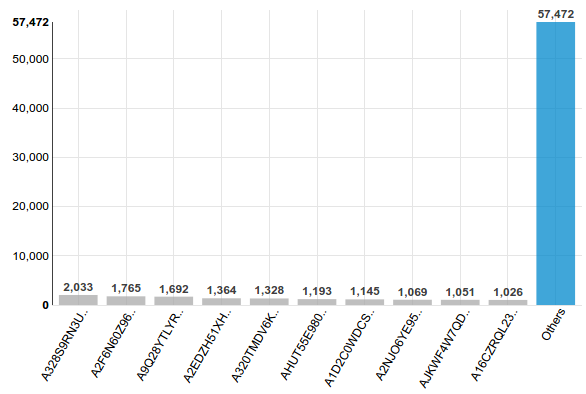 57,472
57,472
50,000
40,000
30,000
20,000
10,000
0
2,033
1,765
1,692
1,364
1,328
1,193
1,145
1,069
1,051
1,026
A328S9RN3U..
A2F6N60Z96..
A9Q28YTLYR..
A2EDZH51XH..
A320TMDV6K..
AHUT55E980..
A1D2C0WDCS..
A2NJO6YE95..
AJKWF4W7QD..
A16CZRQL23..
Others